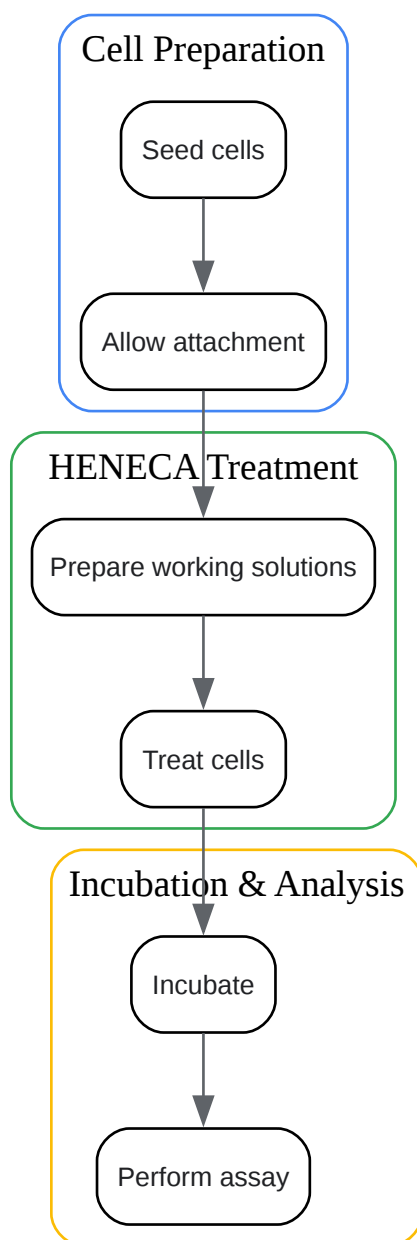 Cell Preparation
Seed cells
Allow attachment
HENECA Treatment
Prepare working solutions
Treat cells
Incubation & Analysis
Incubate
Perform assay